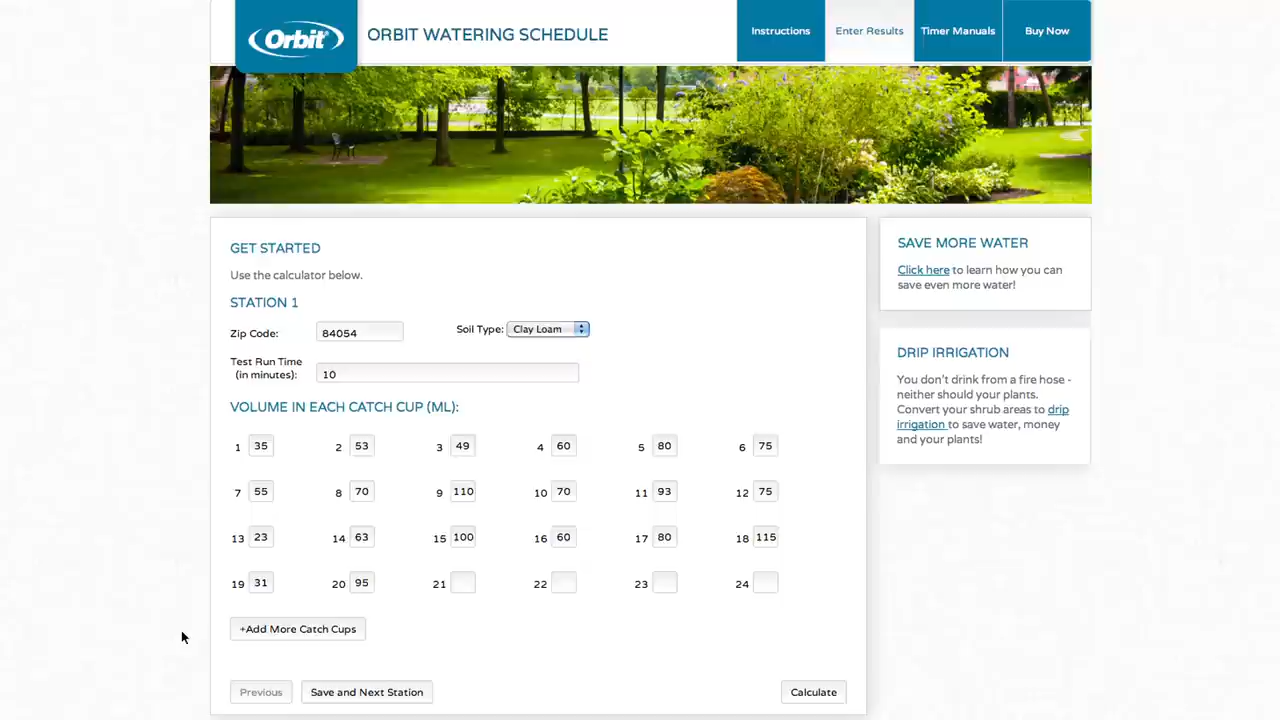 Orbit
ORBIT WATERING SCHEDULE
Instructions
Enter Results
Timer Manuals
Buy Now
GET STARTED
Use the calculator below.
STATION 1
Zip Code: 84054
Soil Type: Clay Loam
Test Run Time
(in minutes): 10
VOLUME IN EACH CATCH CUP (ML):
1 35 2 53 3 49 4 60 5 80 6 75
7 55 8 70 9 110 10 70 11 93 12 75
13 23 14 63 15 100 16 60 17 80 18 115
19 31 20 95 21 22 23 24
+Add More Catch Cups
Previous
Save and Next Station
Calculate
SAVE MORE WATER
Click here to learn how you can
save even more water!
DRIP IRRIGATION
You don't drink from a fire hose -
neither should your plants.
Convert your shrub areas to drip
irrigation to save water, money
and your plants!